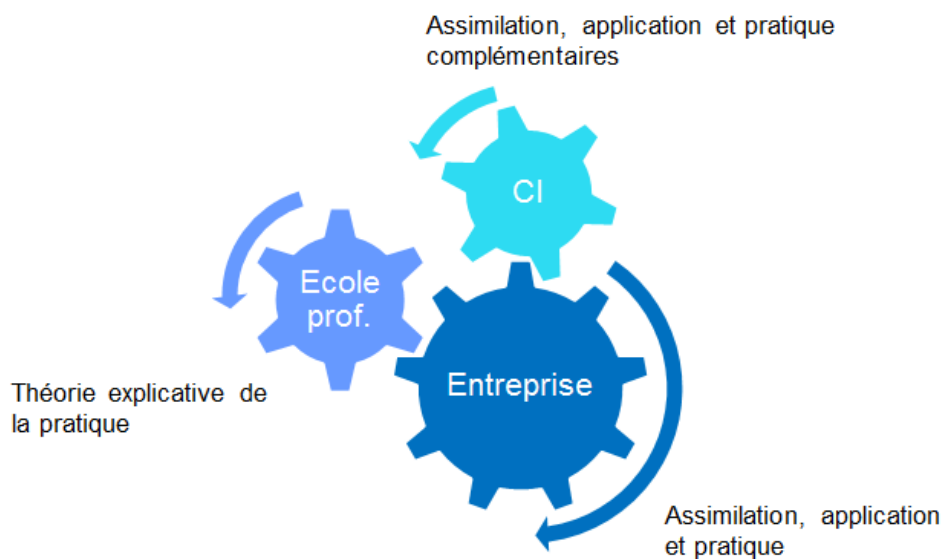 Assimilation, application et pratique
complémentaires
CI
Ecole
prof.
Entreprise
Théorie explicative de
la pratique
Assimilation, application
et pratique